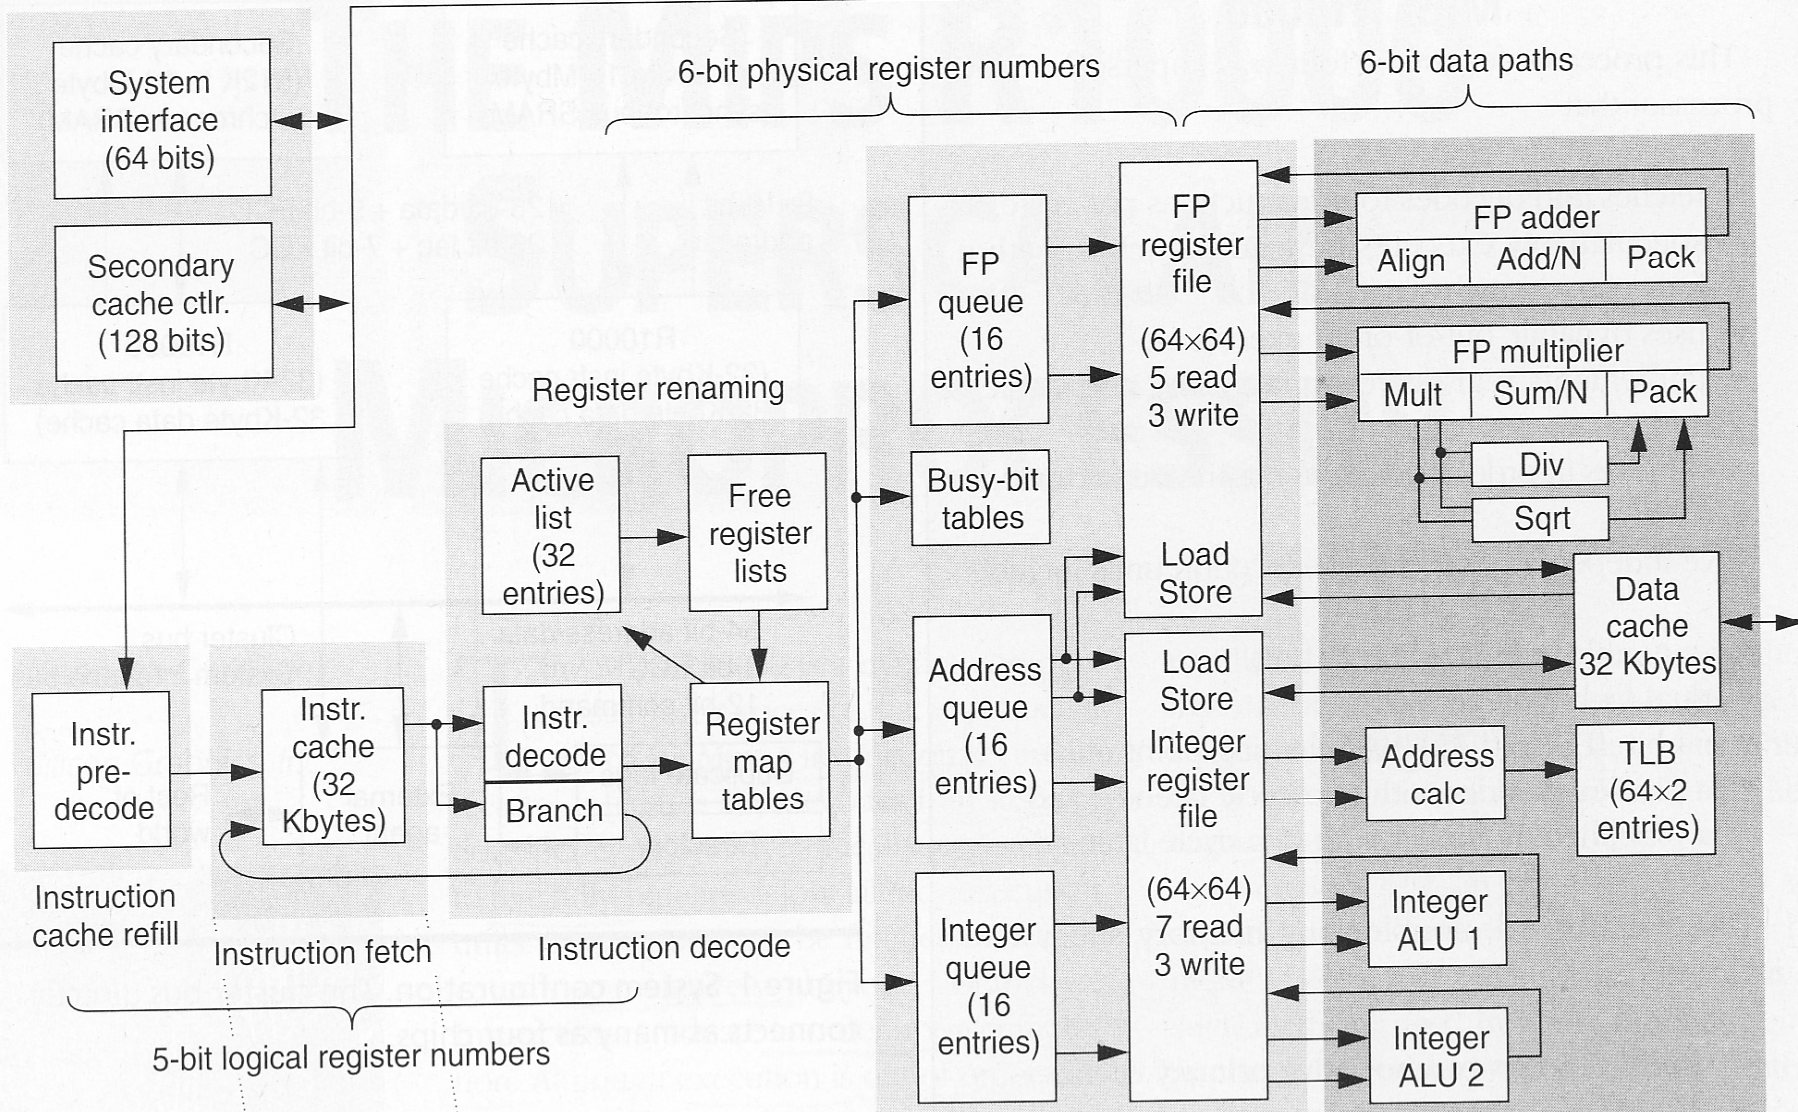 6-bit physical register numbers
6-bit data paths
System
interface
(64 bits)
Secondary
cache ctlr.
(128 bits)
Register renaming
Active
list
(32
entries)
Free
register
lists
Instr.
pre-
decode
Instr.
cache
(32
Kbytes)
Instr.
decode
Branch
Register
map
tables
Instruction
cache refill
Instruction fetch
Instruction decode
5-bit logical register numbers
FP
queue
(16
entries)
Busy-bit
tables
Address
queue
(16
entries)
Integer
queue
(16
entries)
FP
register
file
(64×64)
5 read
3 write
Load
Store
Load
Store
Integer
register
file
(64×64)
7 read
3 write
FP adder
Align Add/N Pack
FP multiplier
Mult Sum/N Pack
Div
Sqrt
Data
cache
32 Kbytes
Address
calc
TLB
(64×2
entries)
Integer
ALU 1
Integer
ALU 2